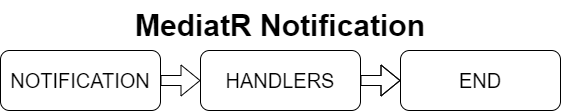 MediatR Notification
NOTIFICATION
HANDLERS
END